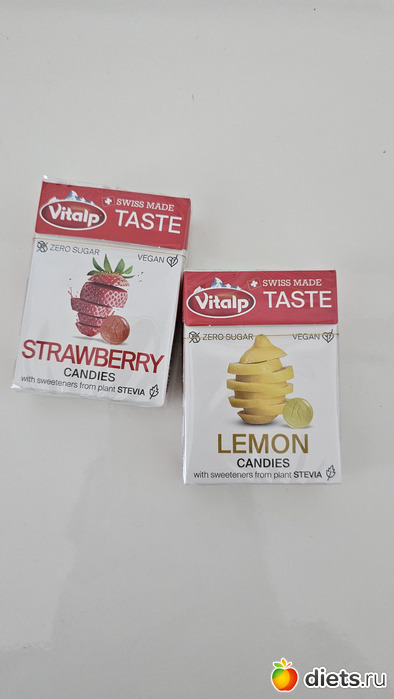 Vitalp
SWISS MADE
TASTE
ZERO SUGAR
VEGAN
STRAWBERRY
CANDIES
with sweeteners from plant STEVIA
Vitalp
SWISS MADE
TASTE
ZERO SUGAR
VEGAN
LEMON
CANDIES
with sweeteners from plant STEVIA
diets.ru